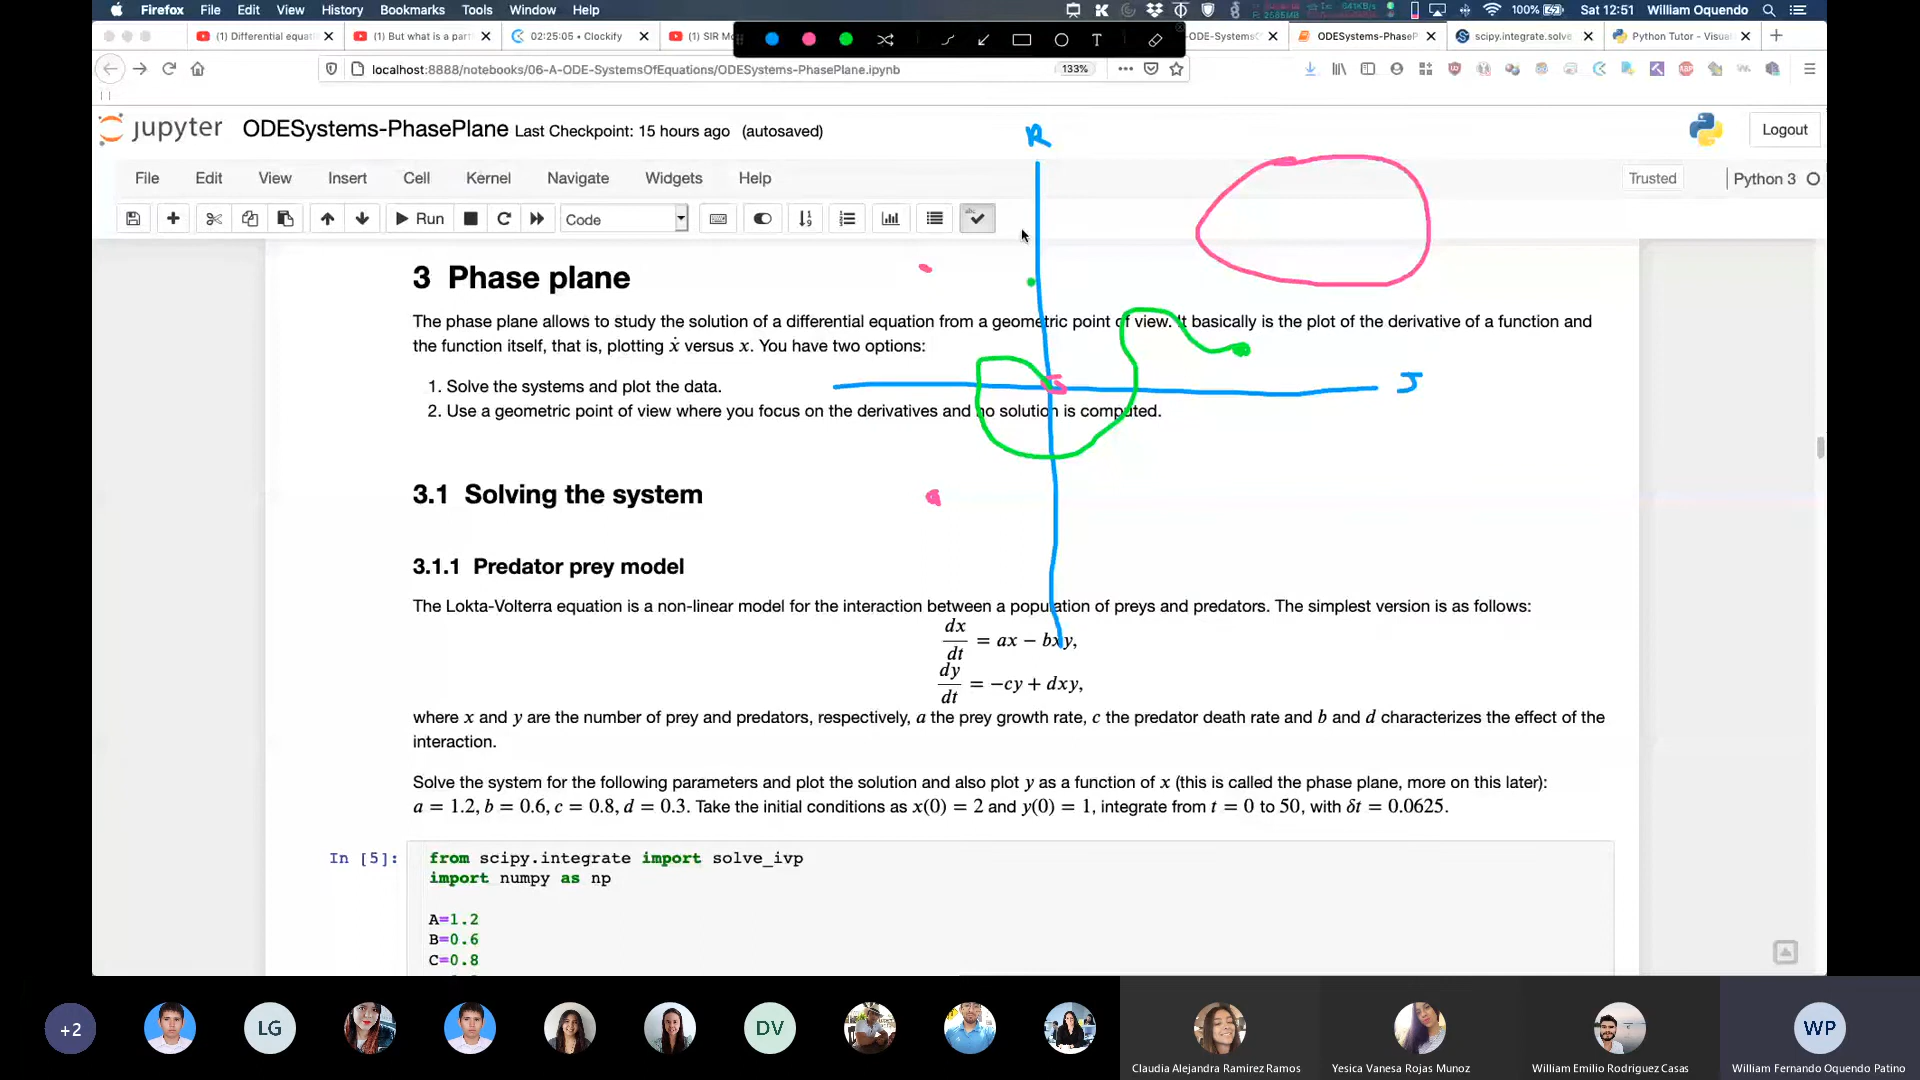 Firefox File Edit View History Bookmarks Tools Window Help 100% Sat 12:51 William Oquendo
(1) Differential equati (1) But what is a part 02:25:05 • Clockify (1) SIR Mo ODE-SystemsO ODESystems-PhaseP scipy.integrate.solve Python Tutor - Visual
localhost:8888/notebooks/06-A-ODE-SystemsOfEquations/ODESystems-PhasePlane.ipynb 133%
jupyter ODESystems-PhasePlane Last Checkpoint: 15 hours ago (autosaved) Logout
R
File Edit View Insert Cell Kernel Navigate Widgets Help Trusted Python 3
Run Code
3 Phase plane
The phase plane allows to study the solution of a differential equation from a geometric point of view. It basically is the plot of the derivative of a function and
the function itself, that is, plotting ẋ versus x. You have two options:
1. Solve the systems and plot the data.
J
2. Use a geometric point of view where you focus on the derivatives and no solution is computed.
3.1 Solving the system
3.1.1 Predator prey model
The Lokta-Volterra equation is a non-linear model for the interaction between a population of preys and predators. The simplest version is as follows:
dx/dt = ax − bxy,
dy/dt = −cy + dxy,
where x and y are the number of prey and predators, respectively, a the prey growth rate, c the predator death rate and b and d characterizes the effect of the
interaction.
Solve the system for the following parameters and plot the solution and also plot y as a function of x (this is called the phase plane, more on this later):
a = 1.2, b = 0.6, c = 0.8, d = 0.3. Take the initial conditions as x(0) = 2 and y(0) = 1, integrate from t = 0 to 50, with δt = 0.0625.
In [5]: from scipy.integrate import solve_ivp
import numpy as np
A=1.2
B=0.6
C=0.8
+2 LG DV WP
Claudia Alejandra Ramirez Ramos Yesica Vanesa Rojas Munoz William Emilio Rodriguez Casas William Fernando Oquendo Patino